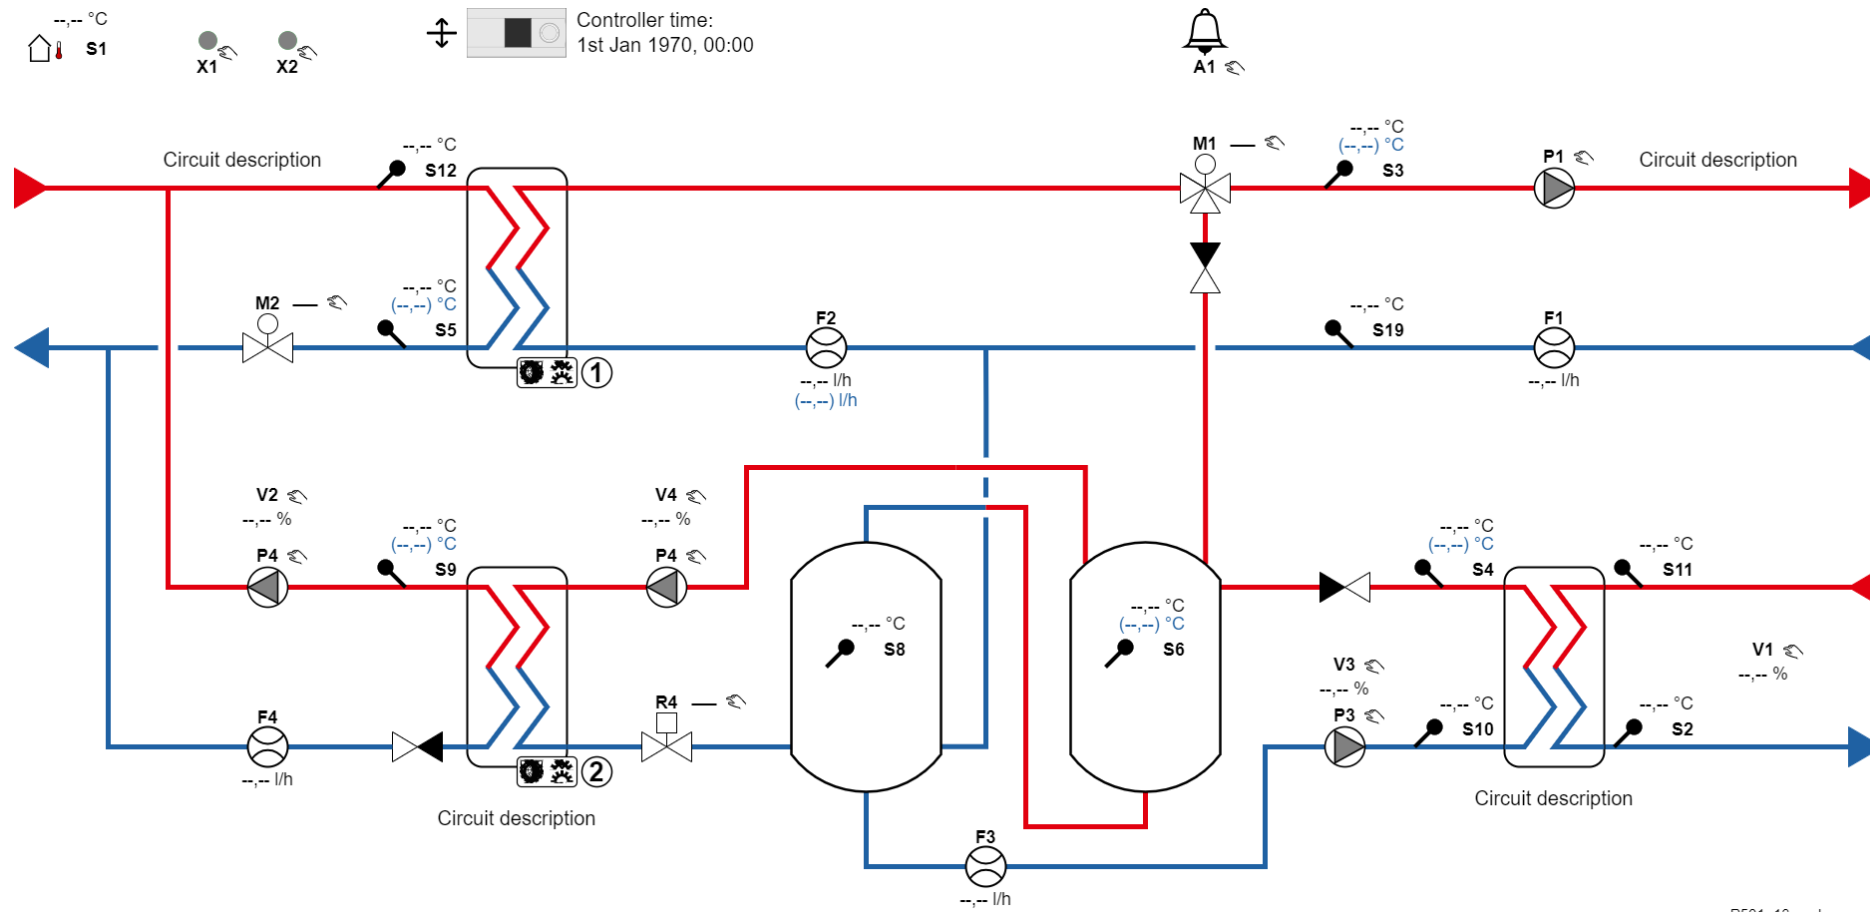 --,-- °C
S1
X1
X2
Controller time:
1st Jan 1970, 00:00
A1
Circuit description
--,-- °C
S12
M1
--,-- °C
(--,--) °C
S3
P1
Circuit description
M2
--,-- °C
(--,--) °C
S5
1
F2
--,-- l/h
(--,--) l/h
--,-- °C
S19
F1
--,-- l/h
V2
--,-- %
P4
--,-- °C
(--,--) °C
S9
V4
--,-- %
P4
--,-- °C
S8
--,-- °C
(--,--) °C
S6
--,-- °C
(--,--) °C
S4
--,-- °C
S11
F4
--,-- l/h
2
Circuit description
R4
V3
--,-- %
P3
--,-- °C
S10
V1
--,-- %
--,-- °C
S2
Circuit description
F3
--,-- l/h